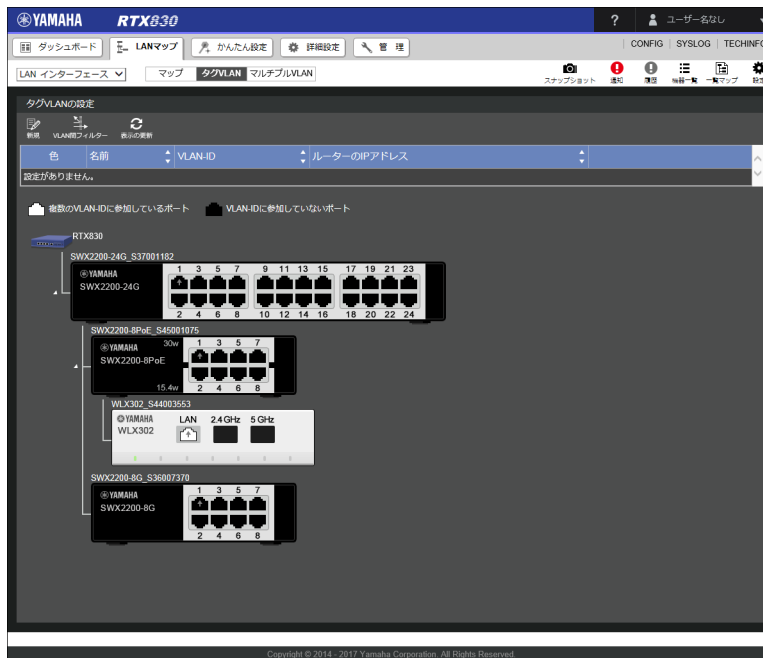 YAMAHA RTX830 ? ユーザー名なし
ダッシュボード LANマップ かんたん設定 詳細設定 管理 CONFIG SYSLOG TECHINFO
LAN インターフェース マップ タグVLAN マルチプルVLAN スナップショット 通知 履歴 機器一覧 一覧マップ 設定
タグVLANの設定
新規 VLAN間フィルター 表示の更新
色 名前 VLAN-ID ルーターのIPアドレス
設定がありません。
複数のVLAN-IDに参加しているポート VLAN-IDに参加していないポート
RTX830
SWX2200-24G_S37001182
1 3 5 7 9 11 13 15 17 19 21 23
YAMAHA
SWX2200-24G
2 4 6 8 10 12 14 16 18 20 22 24
SWX2200-8PoE_S45001075
30w 1 3 5 7
YAMAHA
SWX2200-8PoE
15.4w 2 4 6 8
WLX302_S44003553
YAMAHA LAN 2.4 GHz 5 GHz
WLX302
SWX2200-8G_S36007370
1 3 5 7
YAMAHA
SWX2200-8G
2 4 6 8
Copyright © 2014 - 2017 Yamaha Corporation. All Rights Reserved.